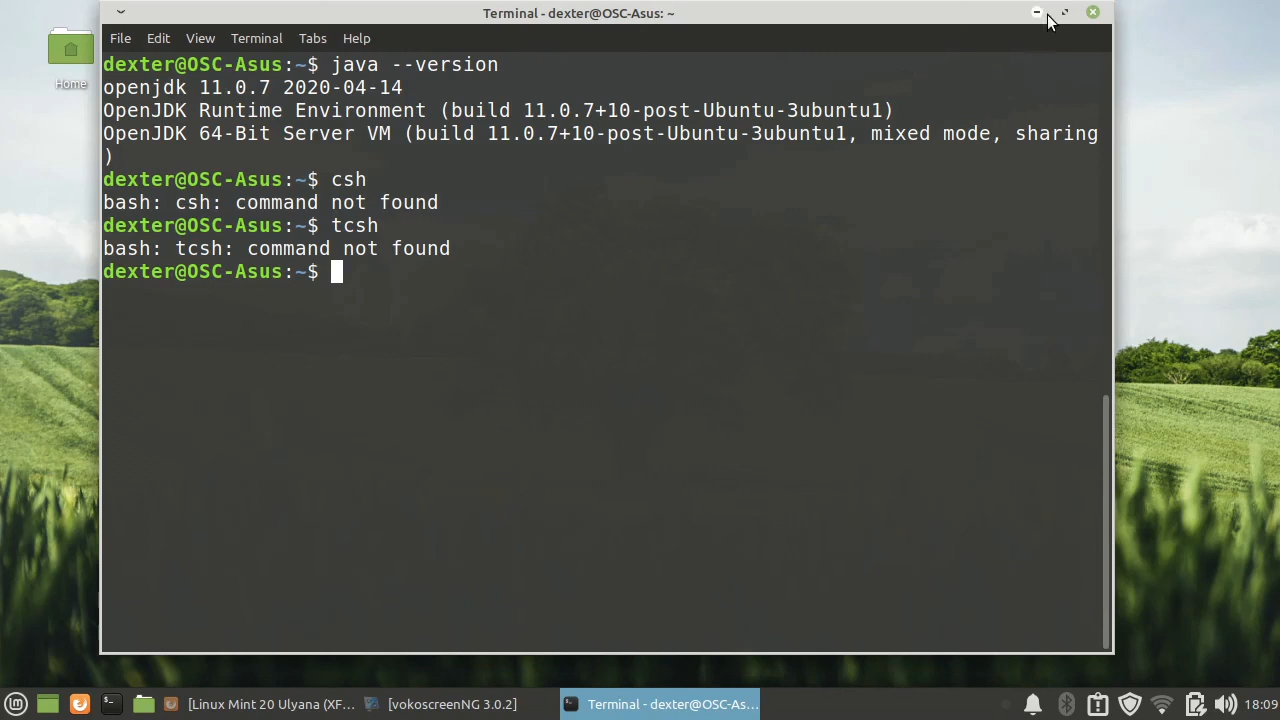 Terminal - dexter@OSC-Asus: ~
File Edit View Terminal Tabs Help
Home
dexter@OSC-Asus:~$ java --version
openjdk 11.0.7 2020-04-14
OpenJDK Runtime Environment (build 11.0.7+10-post-Ubuntu-3ubuntu1)
OpenJDK 64-Bit Server VM (build 11.0.7+10-post-Ubuntu-3ubuntu1, mixed mode, sharing
)
dexter@OSC-Asus:~$ csh
bash: csh: command not found
dexter@OSC-Asus:~$ tcsh
bash: tcsh: command not found
dexter@OSC-Asus:~$
[Linux Mint 20 Ulyana (XF... [vokoscreenNG 3.0.2] Terminal - dexter@OSC-As... 18:09